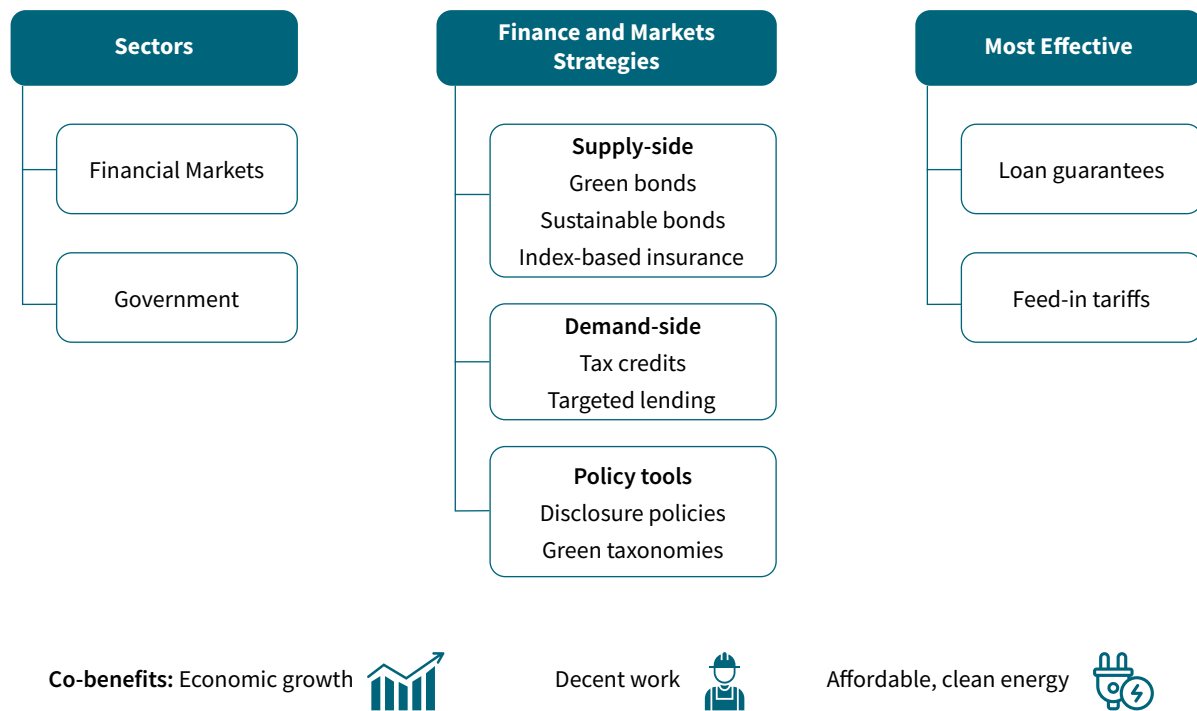 Sectors
Financial Markets
Government
Finance and Markets
Strategies
Supply-side
Green bonds
Sustainable bonds
Index-based insurance
Demand-side
Tax credits
Targeted lending
Policy tools
Disclosure policies
Green taxonomies
Most Effective
Loan guarantees
Feed-in tariffs
Co-benefits: Economic growth
Decent work
Affordable, clean energy